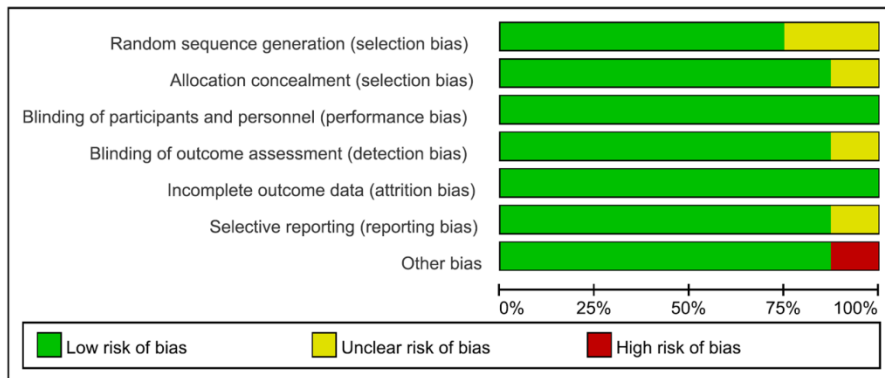 Random sequence generation (selection bias)
Allocation concealment (selection bias)
Blinding of participants and personnel (performance bias)
Blinding of outcome assessment (detection bias)
Incomplete outcome data (attrition bias)
Selective reporting (reporting bias)
Other bias
0% 25% 50% 75% 100%
Low risk of bias Unclear risk of bias High risk of bias